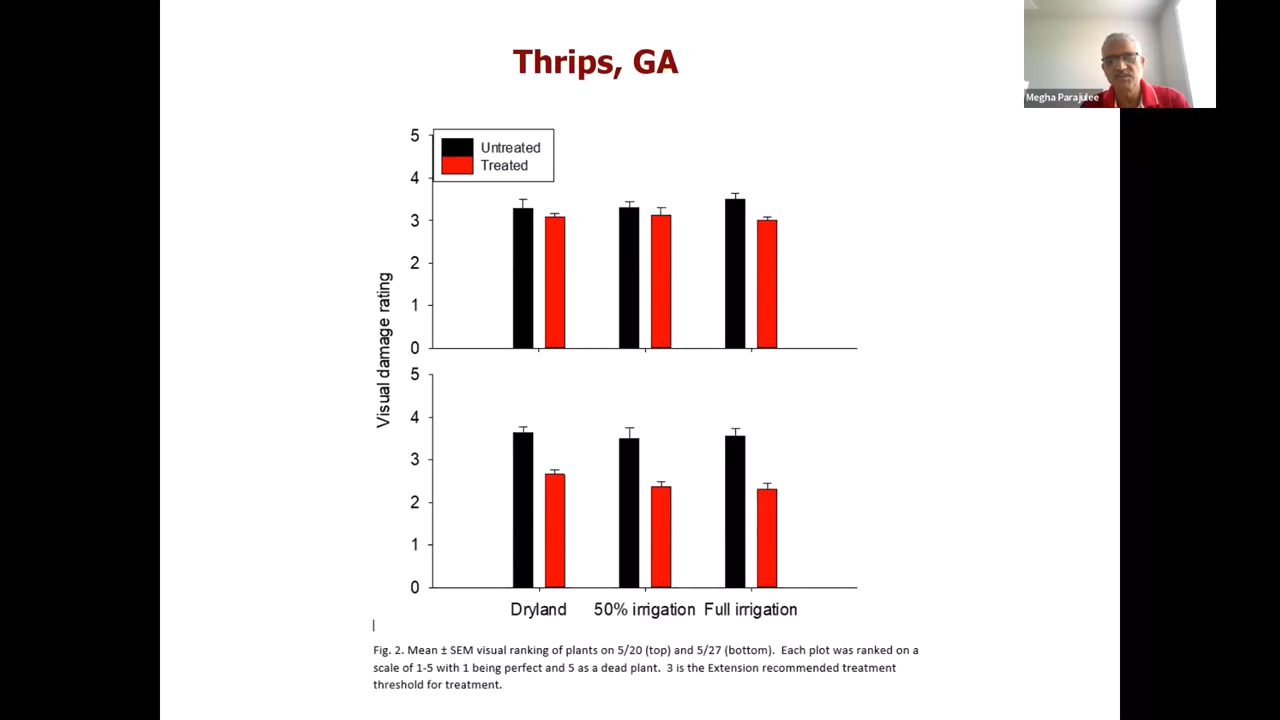 Thrips, GA
Megha Parajulee
5
Untreated
Treated
4
3
2
1
0
Visual damage rating
5
4
3
2
1
0
Dryland 50% irrigation Full irrigation
Fig. 2. Mean ± SEM visual ranking of plants on 5/20 (top) and 5/27 (bottom). Each plot was ranked on a
scale of 1-5 with 1 being perfect and 5 as a dead plant. 3 is the Extension recommended treatment
threshold for treatment.